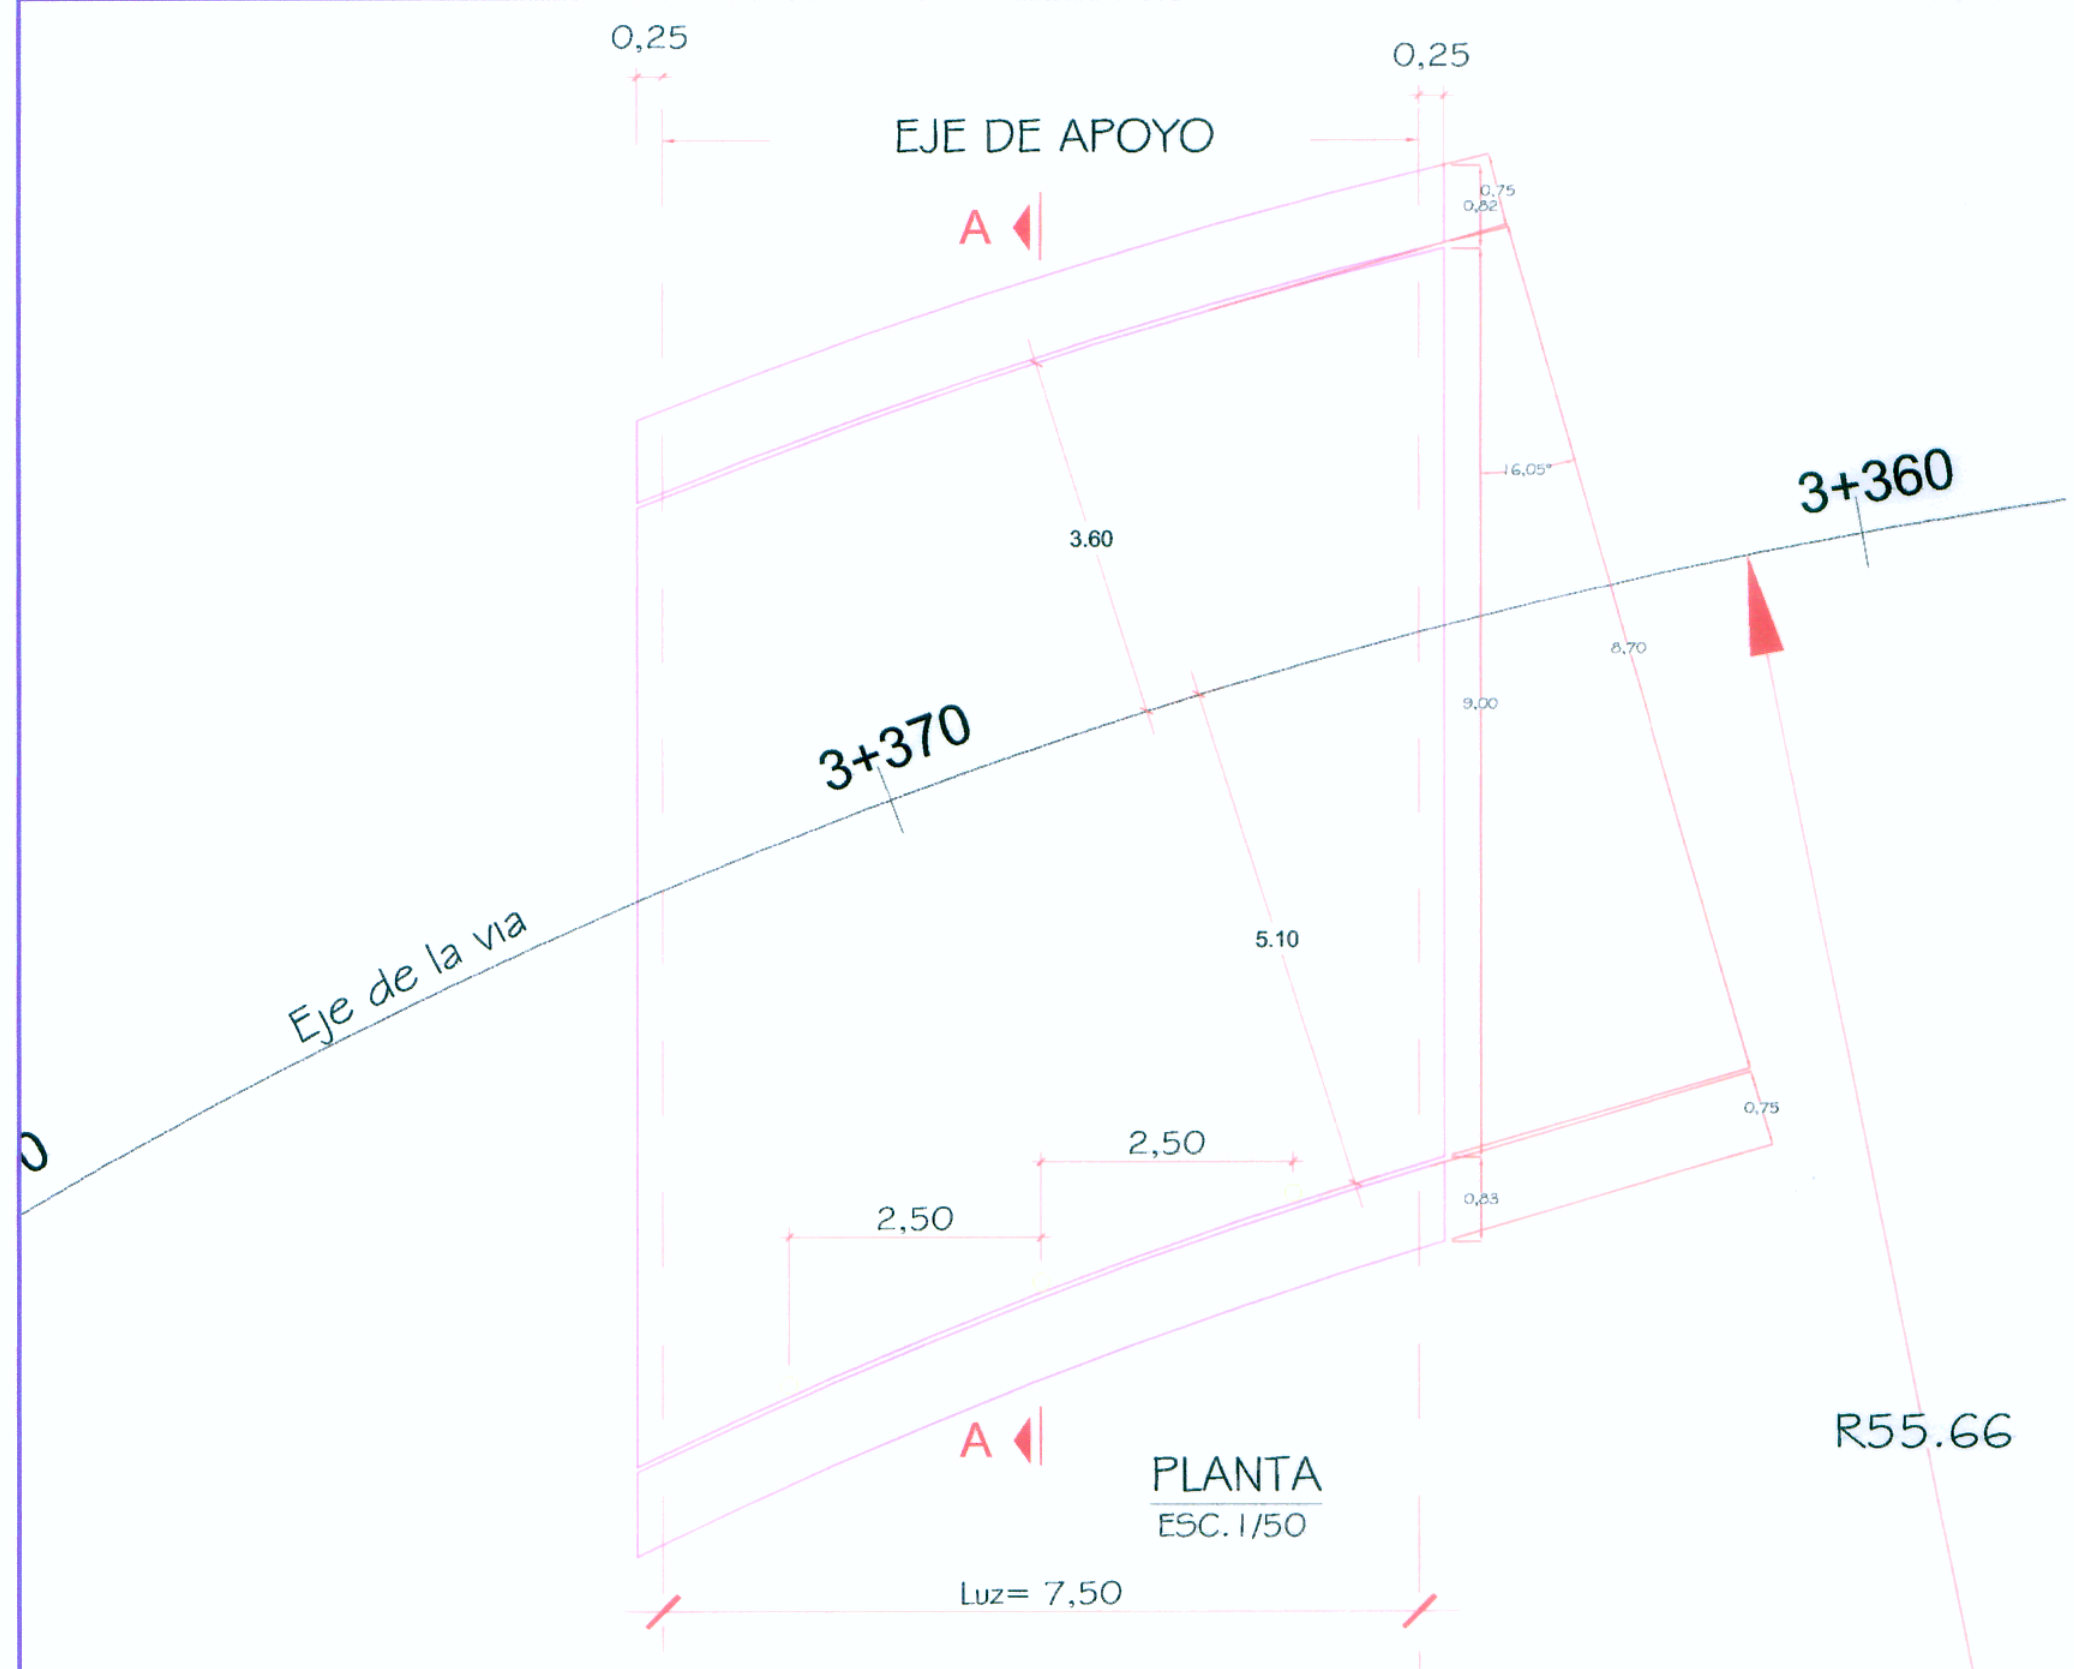 0,25
0,25
EJE DE APOYO
A
0,75
0,82
3.60
16,05°
3+360
8,70
9,00
3+370
Eje de la via
5.10
0,75
2,50
0,83
2,50
0
A
PLANTA
ESC. 1/50
R55.66
Luz= 7,50